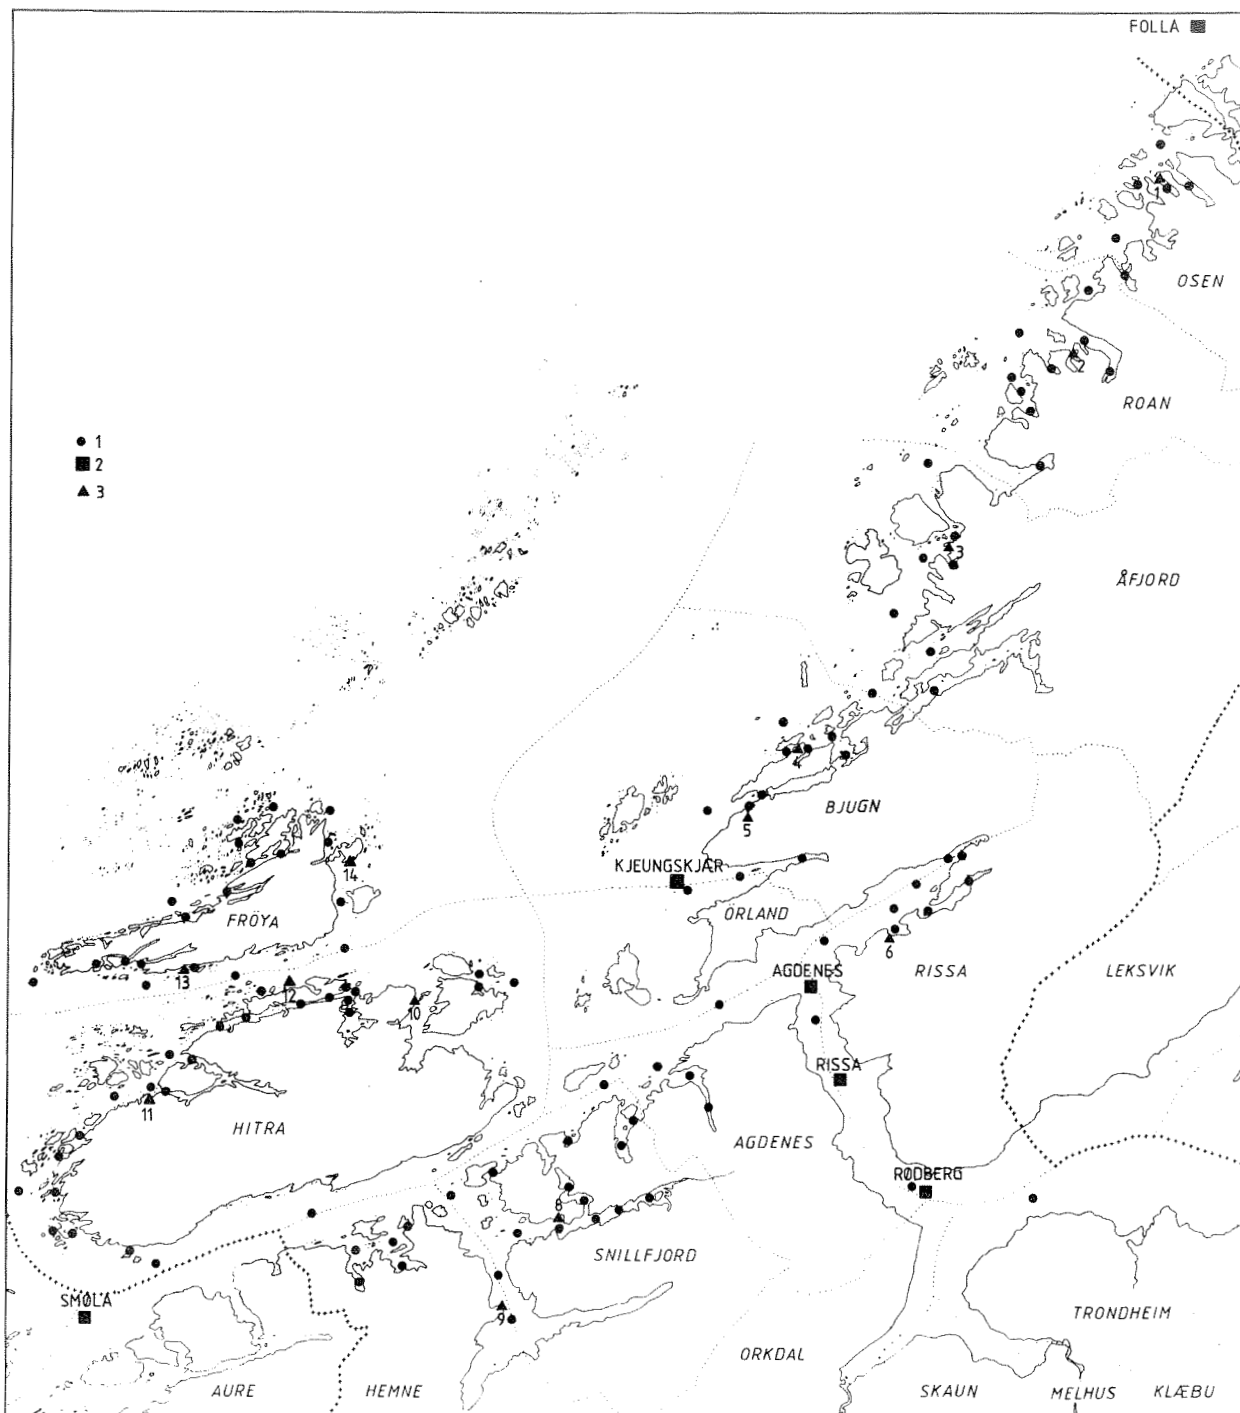 FOLLA
1
OSEN
2
ROAN
1
2
3
3
ÅFJORD
4
BJUGN
5
KJEUNGSKJÆR
14
FRÖYA
ÖRLAND
6
AGDENES
RISSA
LEKSVIK
13
12
10
RISSA
11
HITRA
AGDENES
RØDBERG
8
SNILLFJORD
SMØLA
9
TRONDHEIM
ORKDAL
AURE
HEMNE
SKAUN
MELHUS
KLÆBU